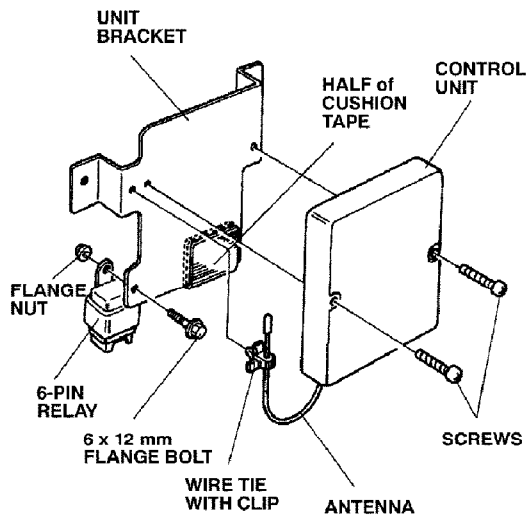 UNIT
BRACKET
HALF of
CUSHION
TAPE
CONTROL
UNIT
FLANGE
NUT
6-PIN
RELAY
6 x 12 mm
FLANGE BOLT
WIRE TIE
WITH CLIP
ANTENNA
SCREWS